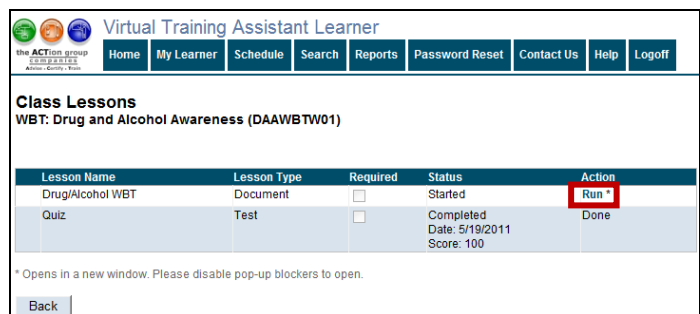 Virtual Training Assistant Learner
the ACTion group
companies
Advise - Certify - Train
Home My Learner Schedule Search Reports Password Reset Contact Us Help Logoff
Class Lessons
WBT: Drug and Alcohol Awareness (DAAWBTW01)
Lesson Name Lesson Type Required Status Action
Drug/Alcohol WBT Document Started Run *
Quiz Test Completed Done
Date: 5/19/2011
Score: 100
* Opens in a new window. Please disable pop-up blockers to open.
Back